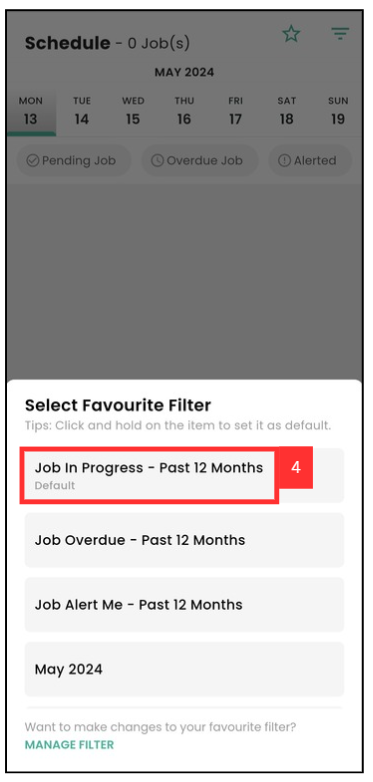 Schedule - 0 Job(s)
MAY 2024
MON TUE WED THU FRI SAT SUN
13 14 15 16 17 18 19
Pending Job Overdue Job Alerted
Select Favourite Filter
Tips: Click and hold on the item to set it as default.
Job In Progress - Past 12 Months 4
Default
Job Overdue - Past 12 Months
Job Alert Me - Past 12 Months
May 2024
Want to make changes to your favourite filter?
MANAGE FILTER